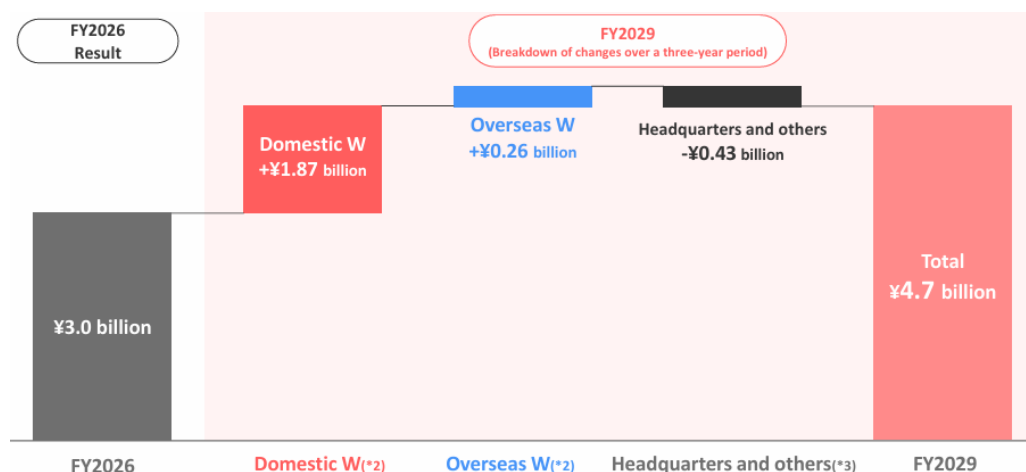 FY2026
Result
FY2029
(Breakdown of changes over a three-year period)
Domestic W
+¥1.87 billion
Overseas W
+¥0.26 billion
Headquarters and others
-¥0.43 billion
¥3.0 billion
Total
¥4.7 billion
FY2026
Domestic W(*2)
Overseas W(*2)
Headquarters and others(*3)
FY2029